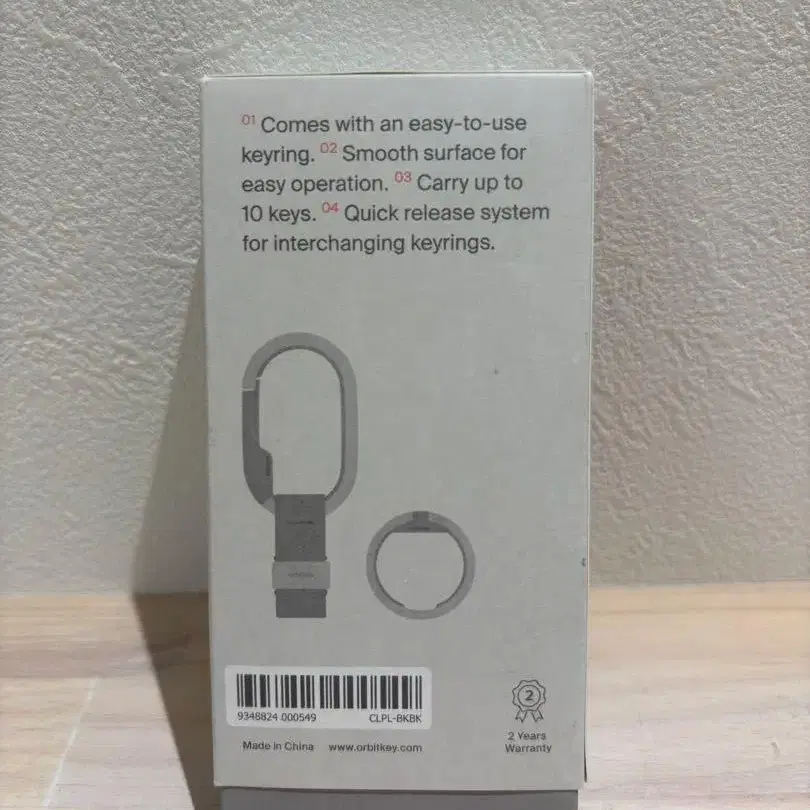 01 Comes with an easy-to-use
keyring. 02 Smooth surface for
easy operation. 03 Carry up to
10 keys. 04 Quick release system
for interchanging keyrings.
9348824 000549 CLPL-BKBK
Made in China www.orbitkey.com
2
2 Years
Warranty